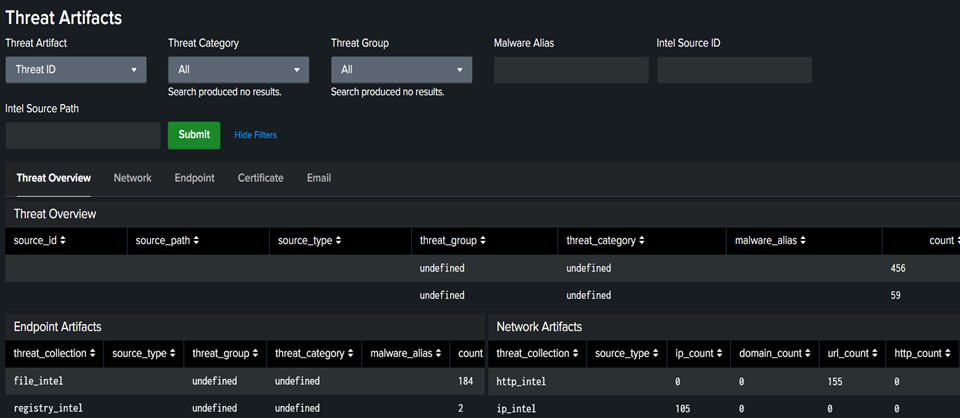 Threat Artifacts
Threat Artifact Threat Category Threat Group Malware Alias Intel Source ID
Threat ID All All
Search produced no results. Search produced no results.
Intel Source Path
Submit Hide Filters
Threat Overview Network Endpoint Certificate Email
Threat Overview
source_id source_path source_type threat_group threat_category malware_alias count
undefined undefined 456
undefined undefined 59
Endpoint Artifacts Network Artifacts
threat_collection source_type threat_group threat_category malware_alias count threat_collection source_type ip_count domain_count url_count http_count
file_intel undefined undefined 184 http_intel 0 0 155 0
registry_intel undefined undefined 2 ip_intel 105 0 0 0